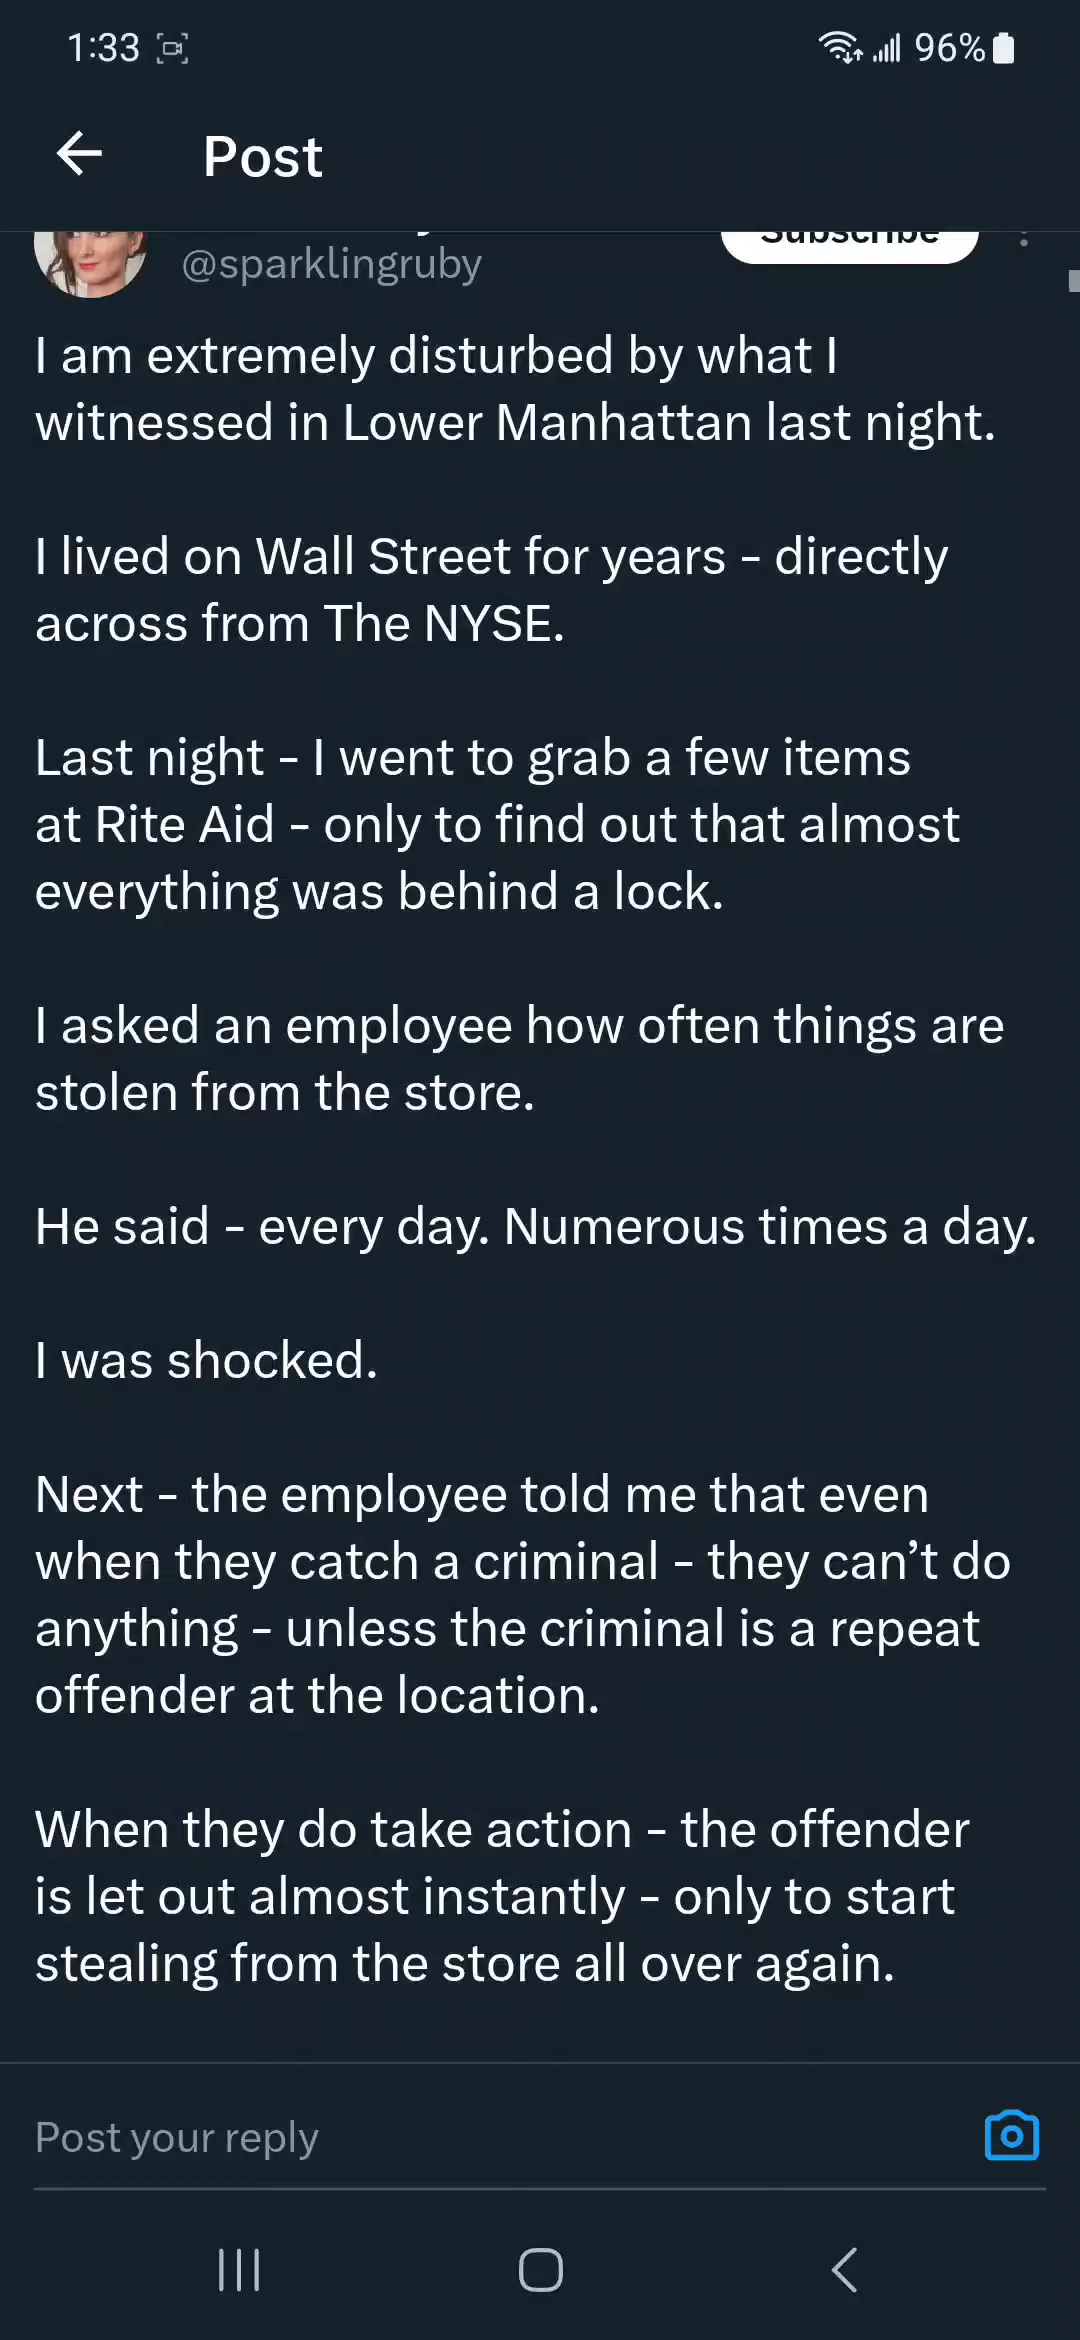 1:33
96%
Post
@sparklingruby
Subscribe
I am extremely disturbed by what I
witnessed in Lower Manhattan last night.
I lived on Wall Street for years - directly
across from The NYSE.
Last night - I went to grab a few items
at Rite Aid - only to find out that almost
everything was behind a lock.
I asked an employee how often things are
stolen from the store.
He said - every day. Numerous times a day.
I was shocked.
Next - the employee told me that even
when they catch a criminal - they can’t do
anything - unless the criminal is a repeat
offender at the location.
When they do take action - the offender
is let out almost instantly - only to start
stealing from the store all over again.
Post your reply